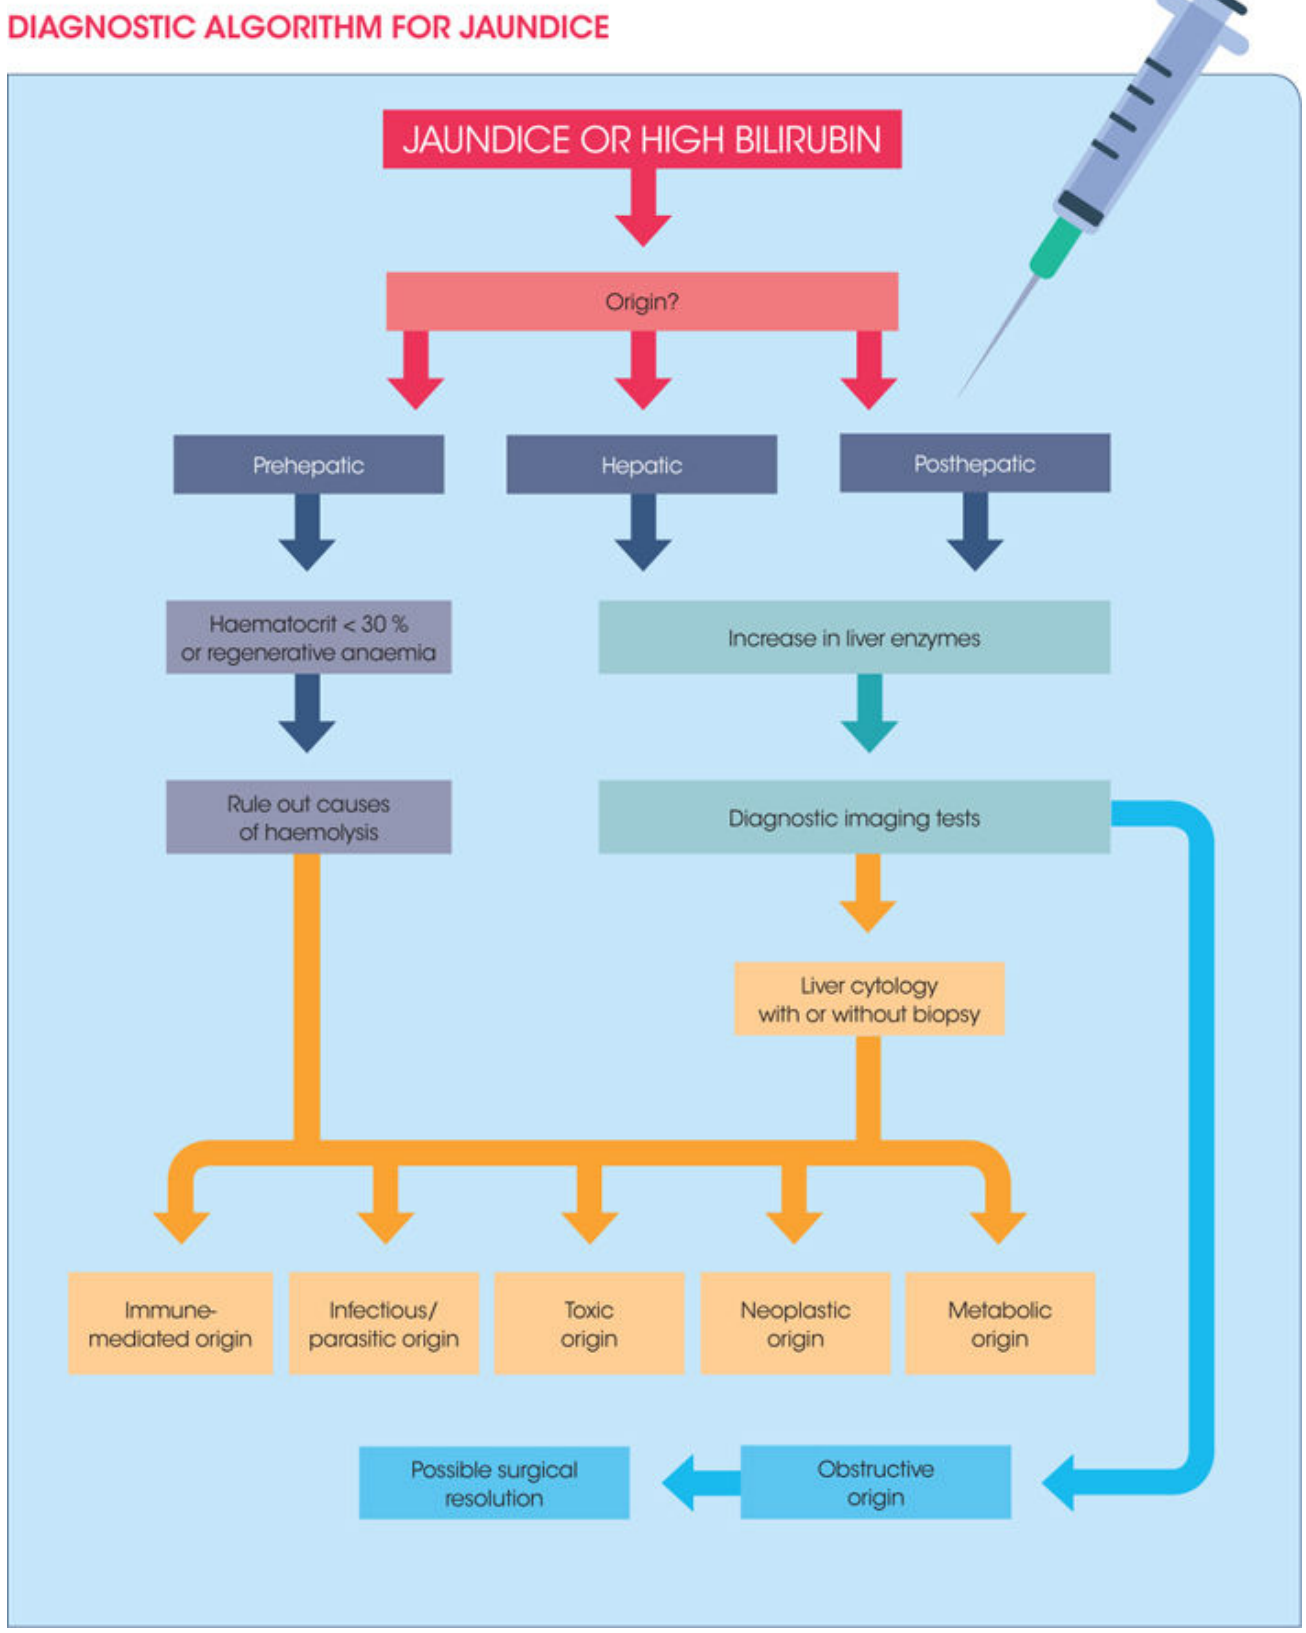 DIAGNOSTIC ALGORITHM FOR JAUNDICE
JAUNDICE OR HIGH BILIRUBIN
Origin?
Prehepatic
Hepatic
Posthepatic
Haematocrit < 30 %
or regenerative anaemia
Increase in liver enzymes
Rule out causes
of haemolysis
Diagnostic imaging tests
Liver cytology
with or without biopsy
Immune-
mediated origin
Infectious/
parasitic origin
Toxic
origin
Neoplastic
origin
Metabolic
origin
Possible surgical
resolution
Obstructive
origin